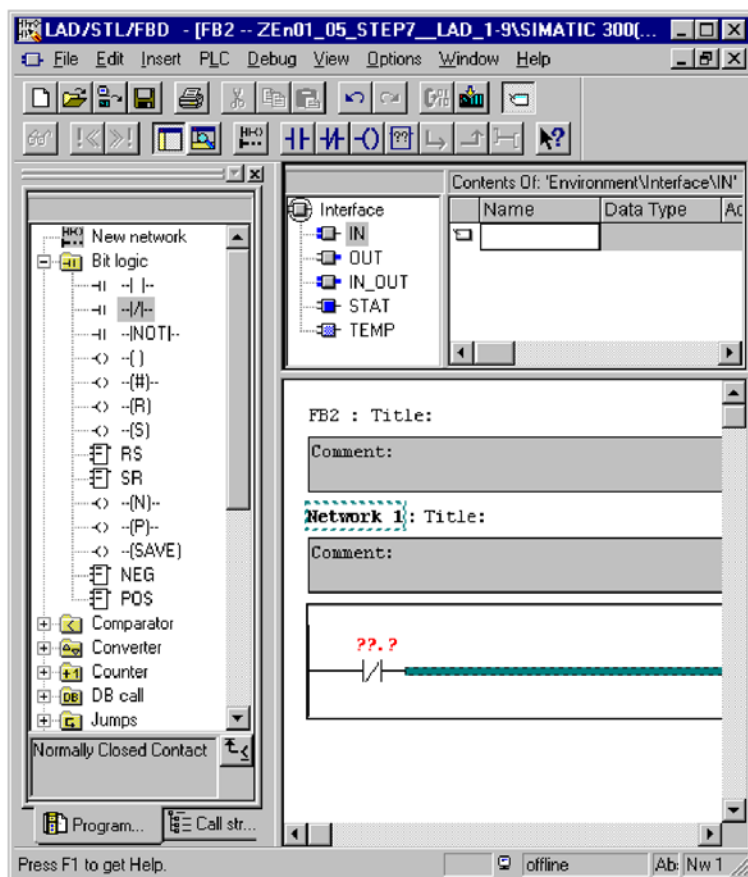 LAD/STL/FBD - [FB2 -- ZEn01_05_STEP7__LAD_1-9\SIMATIC 300(...
File Edit Insert PLC Debug View Options Window Help
Contents Of: 'Environment\Interface\IN'
Interface
IN
OUT
IN_OUT
STAT
TEMP
Name Data Type Ad
New network
Bit logic
--| |--
--|/|--
--|NOT|--
--( )
--(#)--
--(R)
--(S)
RS
SR
--(N)--
--(P)--
--(SAVE)
NEG
POS
Comparator
Converter
Counter
DB call
Jumps
Normally Closed Contact
Program... Call str...
FB2 : Title:
Comment:
Network 1: Title:
Comment:
??.?
Press F1 to get Help. offline Ab: Nw 1